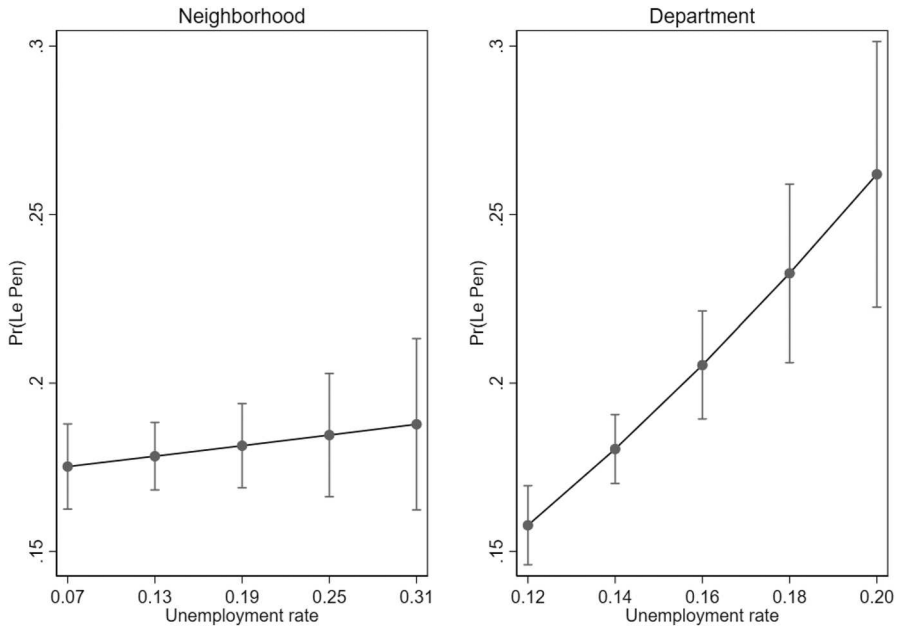 Neighborhood
Department
.3
.25
.2
.15
Pr(Le Pen)
0.07 0.13 0.19 0.25 0.31
Unemployment rate
.3
.25
.2
.15
Pr(Le Pen)
0.12 0.14 0.16 0.18 0.20
Unemployment rate